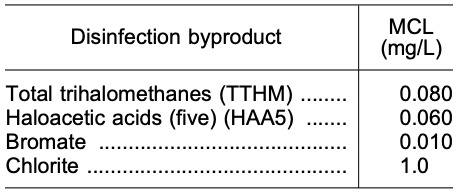 Disinfection byproduct MCL
(mg/L)
Total trihalomethanes (TTHM) ........ 0.080
Haloacetic acids (five) (HAA5) ....... 0.060
Bromate ............................................ 0.010
Chlorite .............................................. 1.0